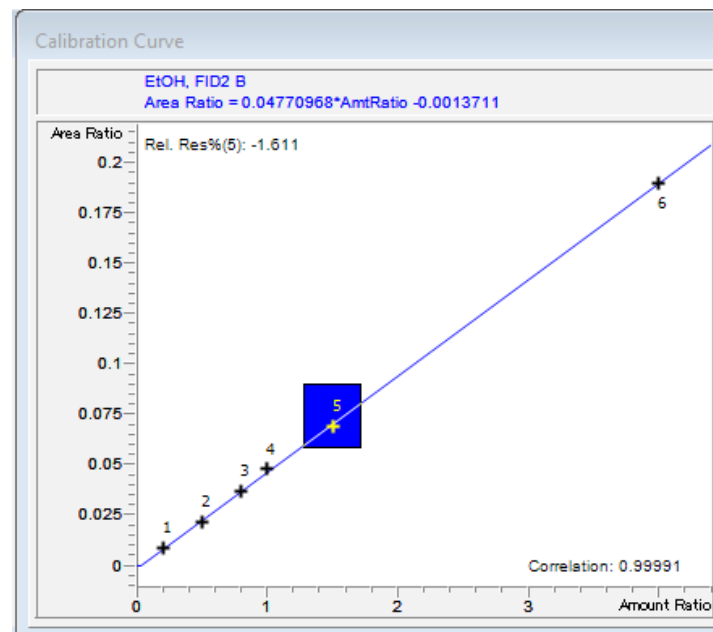 Calibration Curve
EtOH, FID2 B
Area Ratio = 0.04770968*AmtRatio -0.0013711
Area Ratio
Rel. Res%(5): -1.611
0.2
0.175
0.15
0.125
0.1
0.075
0.05
0.025
0
1
2
3
4
5
6
Correlation: 0.99991
0
1
2
3
Amount Ratio